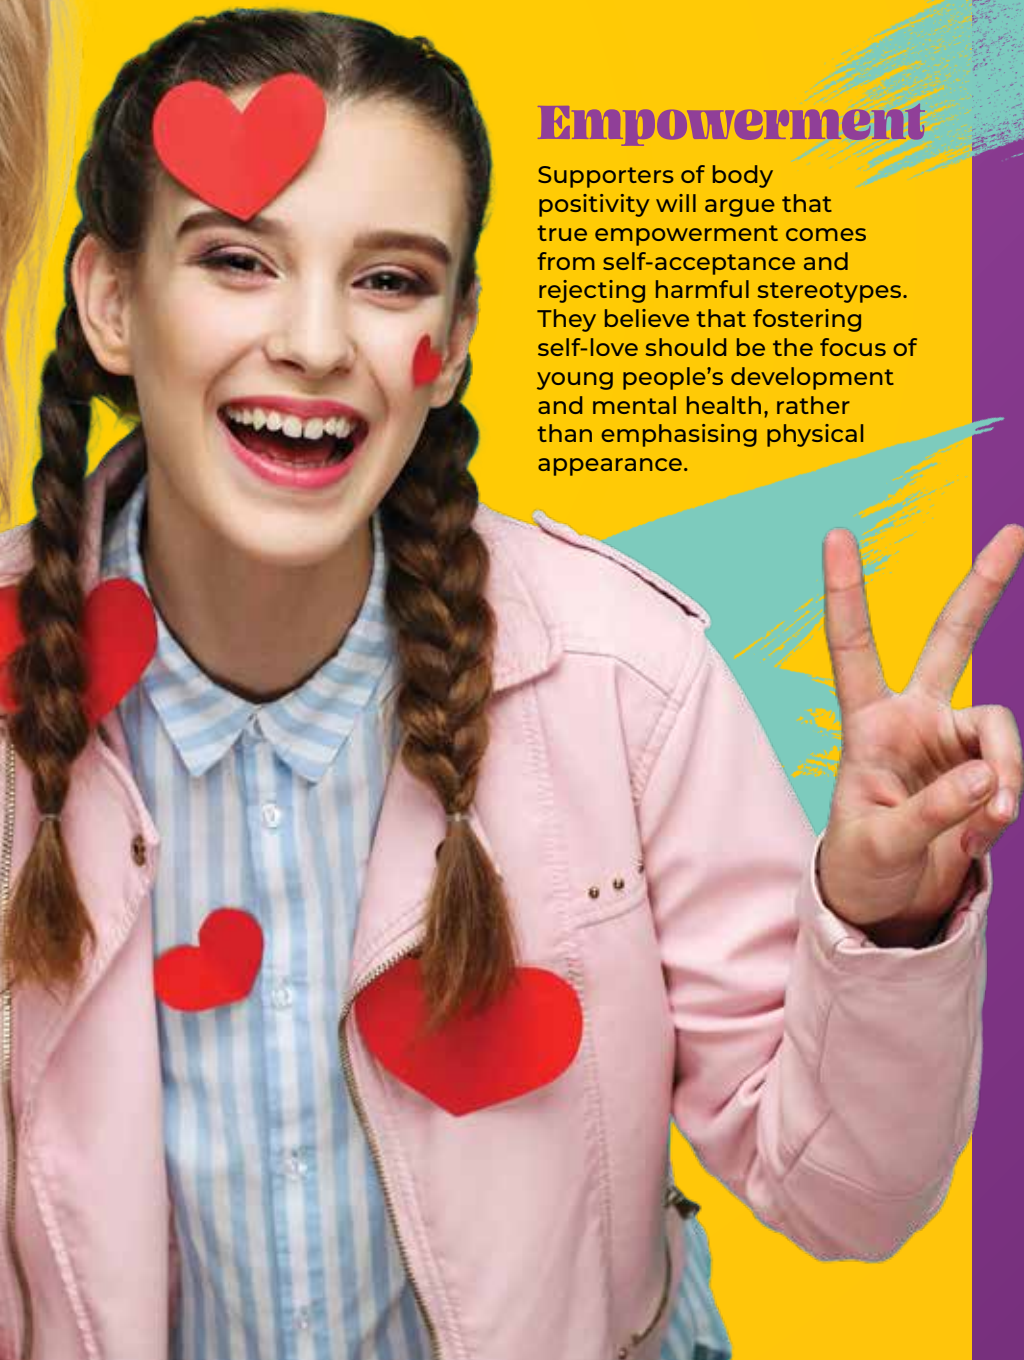 Empowerment
Supporters of body
positivity will argue that
true empowerment comes
from self-acceptance and
rejecting harmful stereotypes.
They believe that fostering
self-love should be the focus of
young people’s development
and mental health, rather
than emphasising physical
appearance.